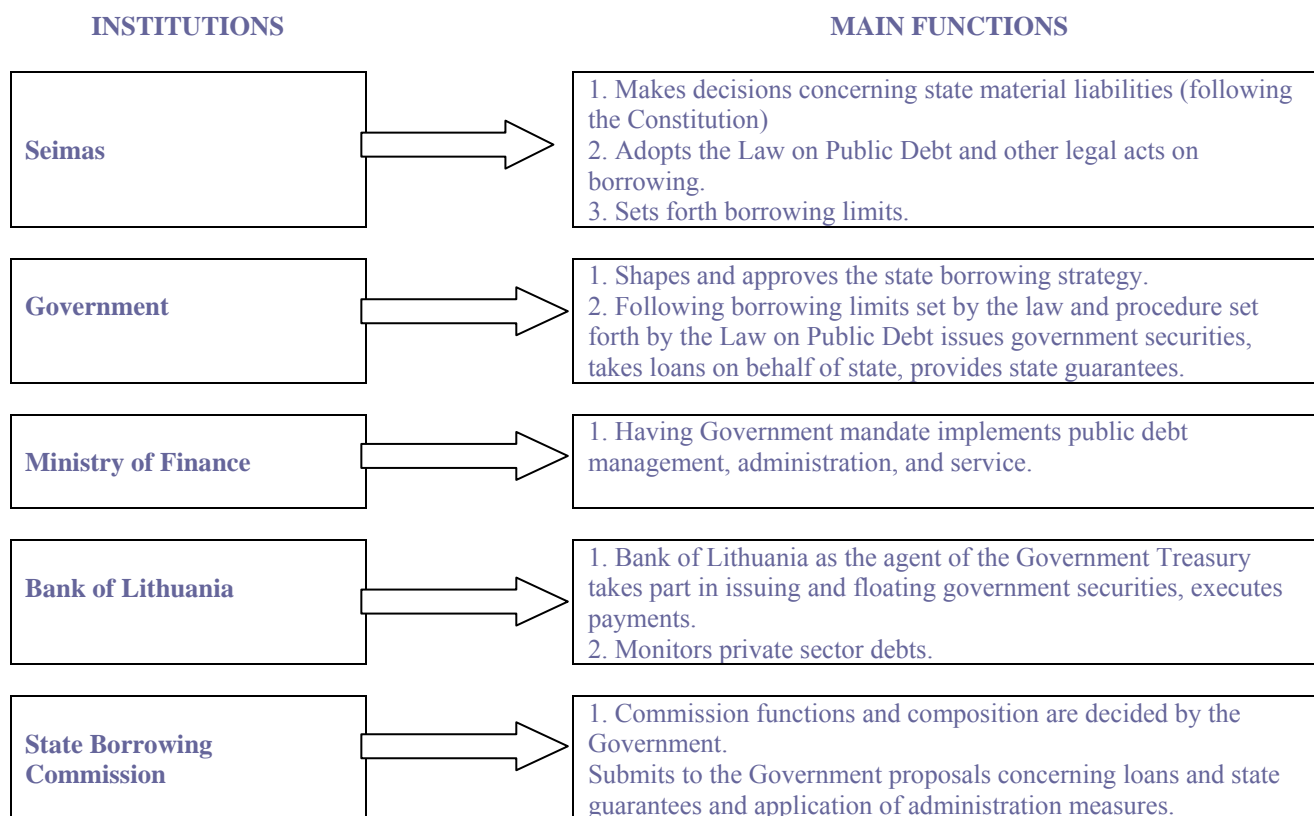 INSTITUTIONS
MAIN FUNCTIONS
Seimas
1. Makes decisions concerning state material liabilities (following
the Constitution)
2. Adopts the Law on Public Debt and other legal acts on
borrowing.
3. Sets forth borrowing limits.
Government
1. Shapes and approves the state borrowing strategy.
2. Following borrowing limits set by the law and procedure set
forth by the Law on Public Debt issues government securities,
takes loans on behalf of state, provides state guarantees.
Ministry of Finance
1. Having Government mandate implements public debt
management, administration, and service.
Bank of Lithuania
1. Bank of Lithuania as the agent of the Government Treasury
takes part in issuing and floating government securities, executes
payments.
2. Monitors private sector debts.
State Borrowing
Commission
1. Commission functions and composition are decided by the
Government.
Submits to the Government proposals concerning loans and state
guarantees and application of administration measures.